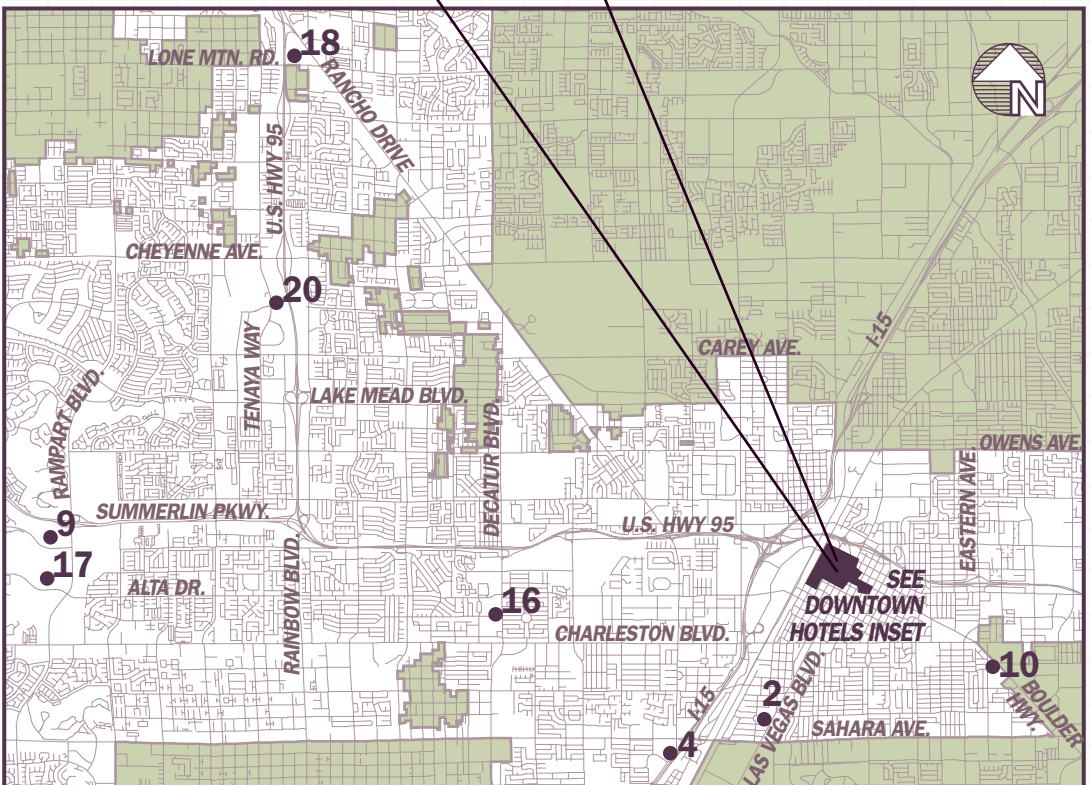 18
LONE MTN. RD.
N
RANCHO DRIVE
U.S. HWY 95
CHEYENNE AVE.
20
I-15
TENAYA WAY
CAREY AVE.
RAMPART BLVD.
LAKE MEAD BLVD.
DECATUR BLVD.
OWENS AVE.
EASTERN AVE.
SUMMERLIN PKWY.
U.S. HWY 95
9
17
ALTA DR.
RAINBOW BLVD.
SEE
DOWNTOWN
HOTELS INSET
16
CHARLESTON BLVD.
10
BOULDER
HWY.
2
I-15
LAS VEGAS BLVD.
SAHARA AVE.
4